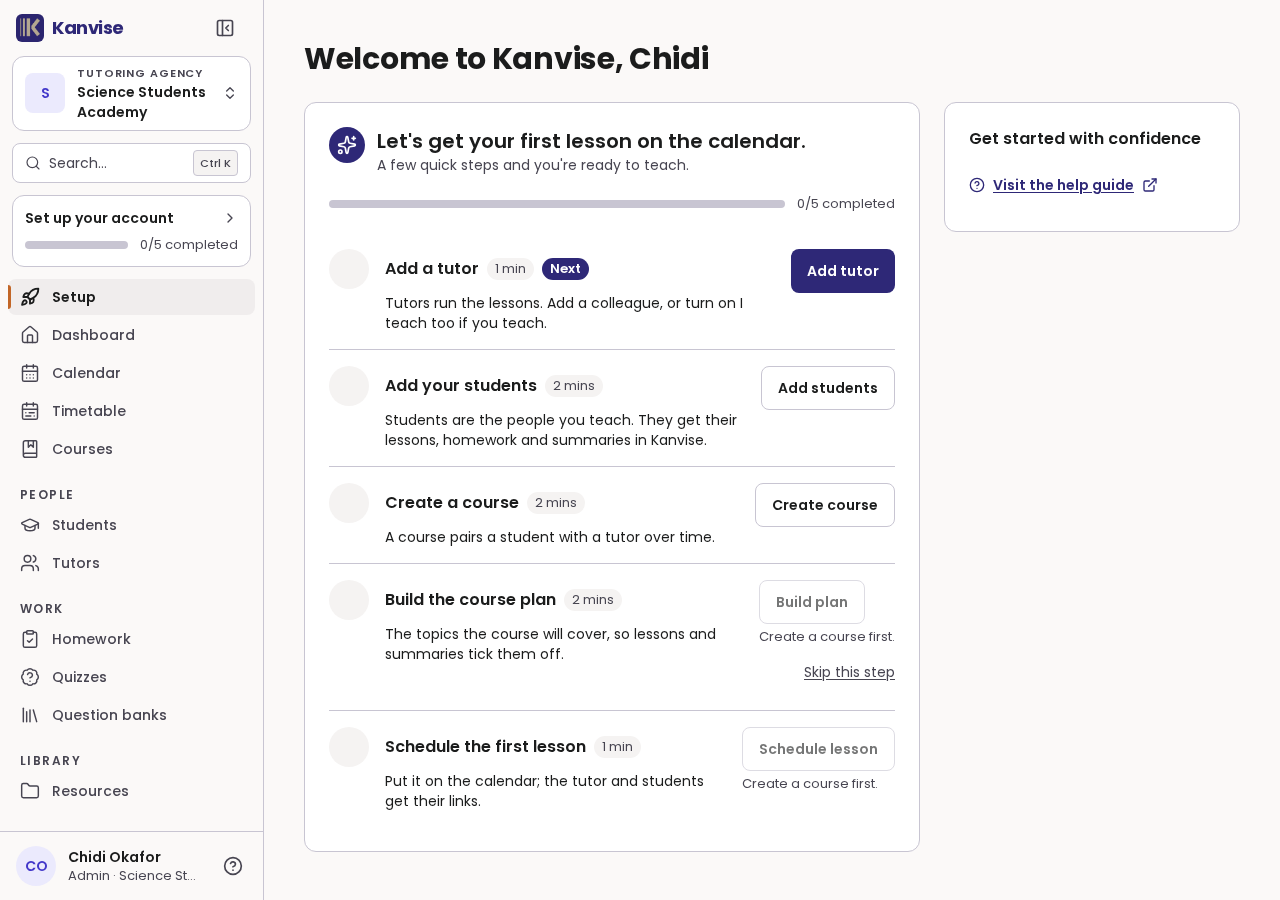 Kanvise
TUTORING AGENCY
S
Science Students
Academy
Search...
Ctrl K
Set up your account
0/5 completed
Setup
Dashboard
Calendar
Timetable
Courses
PEOPLE
Students
Tutors
WORK
Homework
Quizzes
Question banks
LIBRARY
Resources
CO
Chidi Okafor
Admin · Science St...
Welcome to Kanvise, Chidi
Let's get your first lesson on the calendar.
A few quick steps and you're ready to teach.
0/5 completed
Add a tutor 1 min Next
Add tutor
Tutors run the lessons. Add a colleague, or turn on I
teach too if you teach.
Add your students 2 mins
Add students
Students are the people you teach. They get their
lessons, homework and summaries in Kanvise.
Create a course 2 mins
Create course
A course pairs a student with a tutor over time.
Build the course plan 2 mins
Build plan
The topics the course will cover, so lessons and
summaries tick them off.
Create a course first.
Skip this step
Schedule the first lesson 1 min
Schedule lesson
Put it on the calendar; the tutor and students
get their links.
Create a course first.
Get started with confidence
Visit the help guide